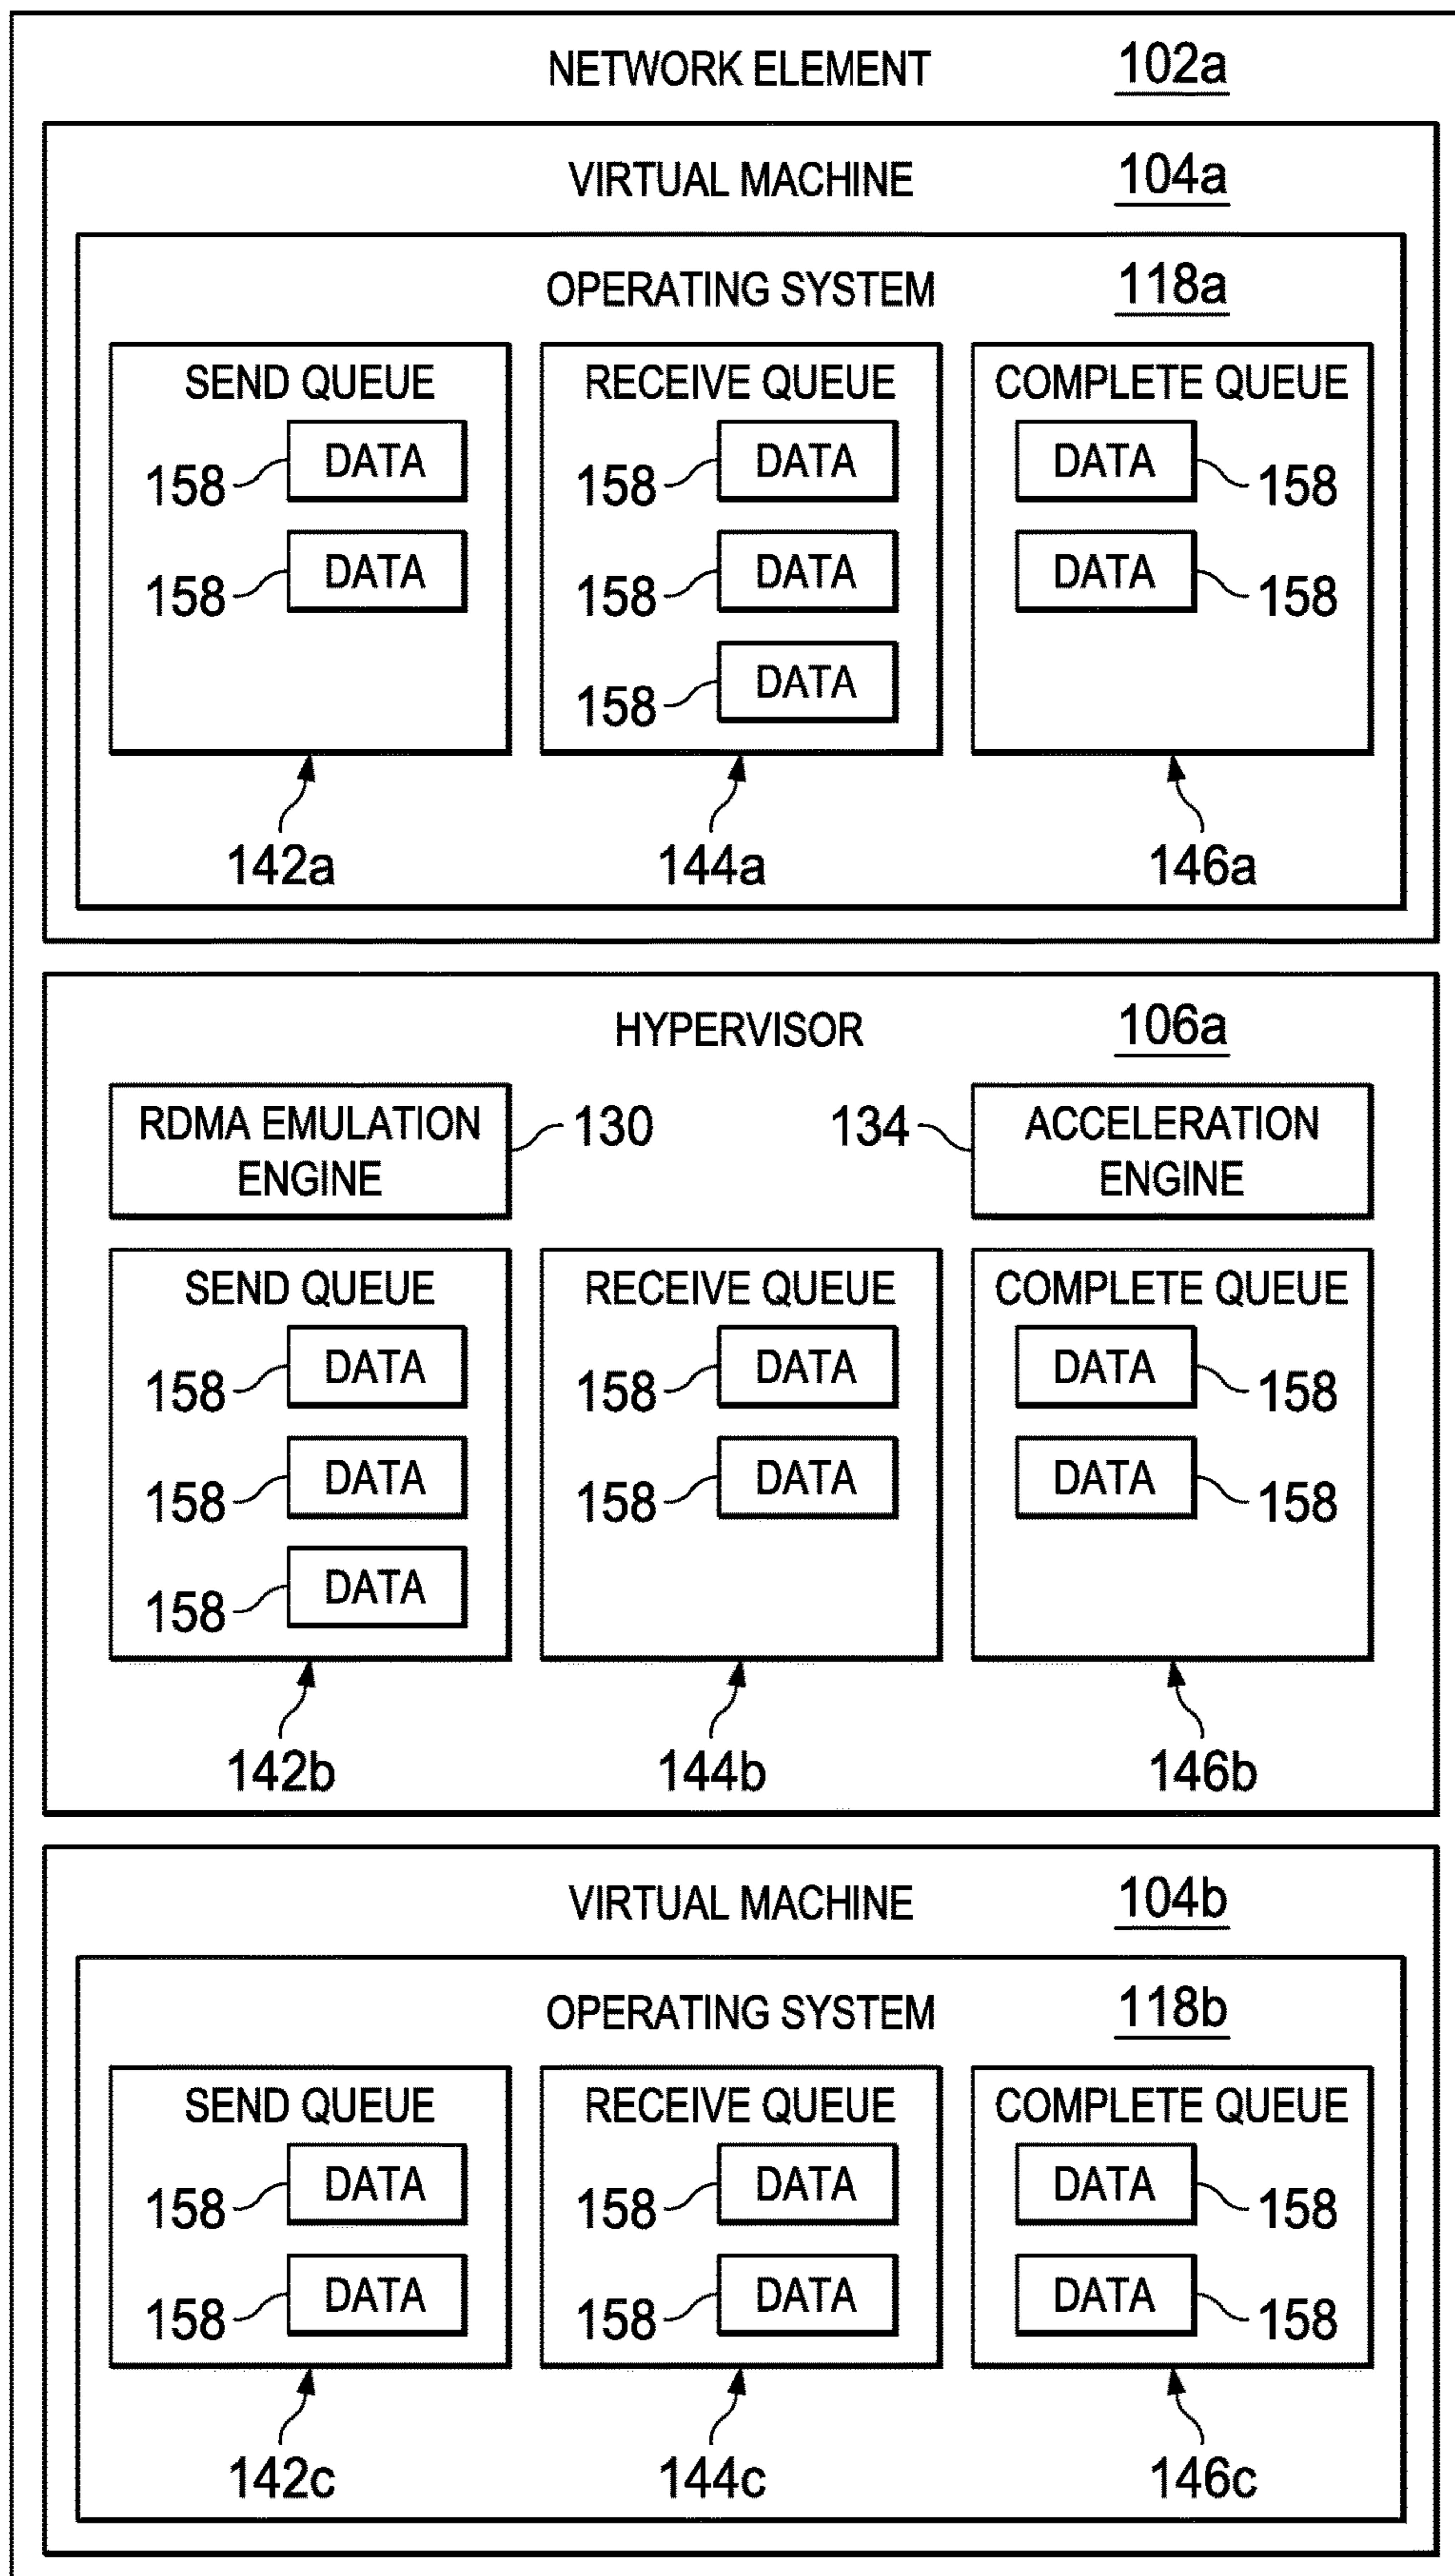 NETWORK ELEMENT 102a
VIRTUAL MACHINE 104a
OPERATING SYSTEM 118a
SEND QUEUE
158 DATA
158 DATA
142a
RECEIVE QUEUE
158 DATA
158 DATA
158 DATA
144a
COMPLETE QUEUE
DATA 158
DATA 158
146a
HYPERVISOR 106a
RDMA EMULATION
ENGINE
130
134
ACCELERATION
ENGINE
SEND QUEUE
158 DATA
158 DATA
158 DATA
142b
RECEIVE QUEUE
158 DATA
158 DATA
144b
COMPLETE QUEUE
DATA 158
DATA 158
146b
VIRTUAL MACHINE 104b
OPERATING SYSTEM 118b
SEND QUEUE
158 DATA
158 DATA
142c
RECEIVE QUEUE
158 DATA
158 DATA
144c
COMPLETE QUEUE
DATA 158
DATA 158
146c